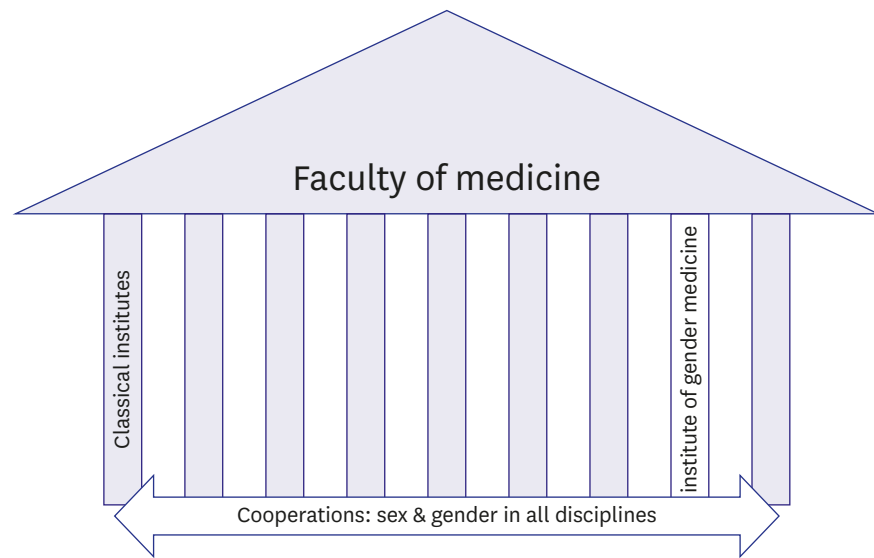 Faculty of medicine
Classical institutes
institute of gender medicine
Cooperations: sex & gender in all disciplines